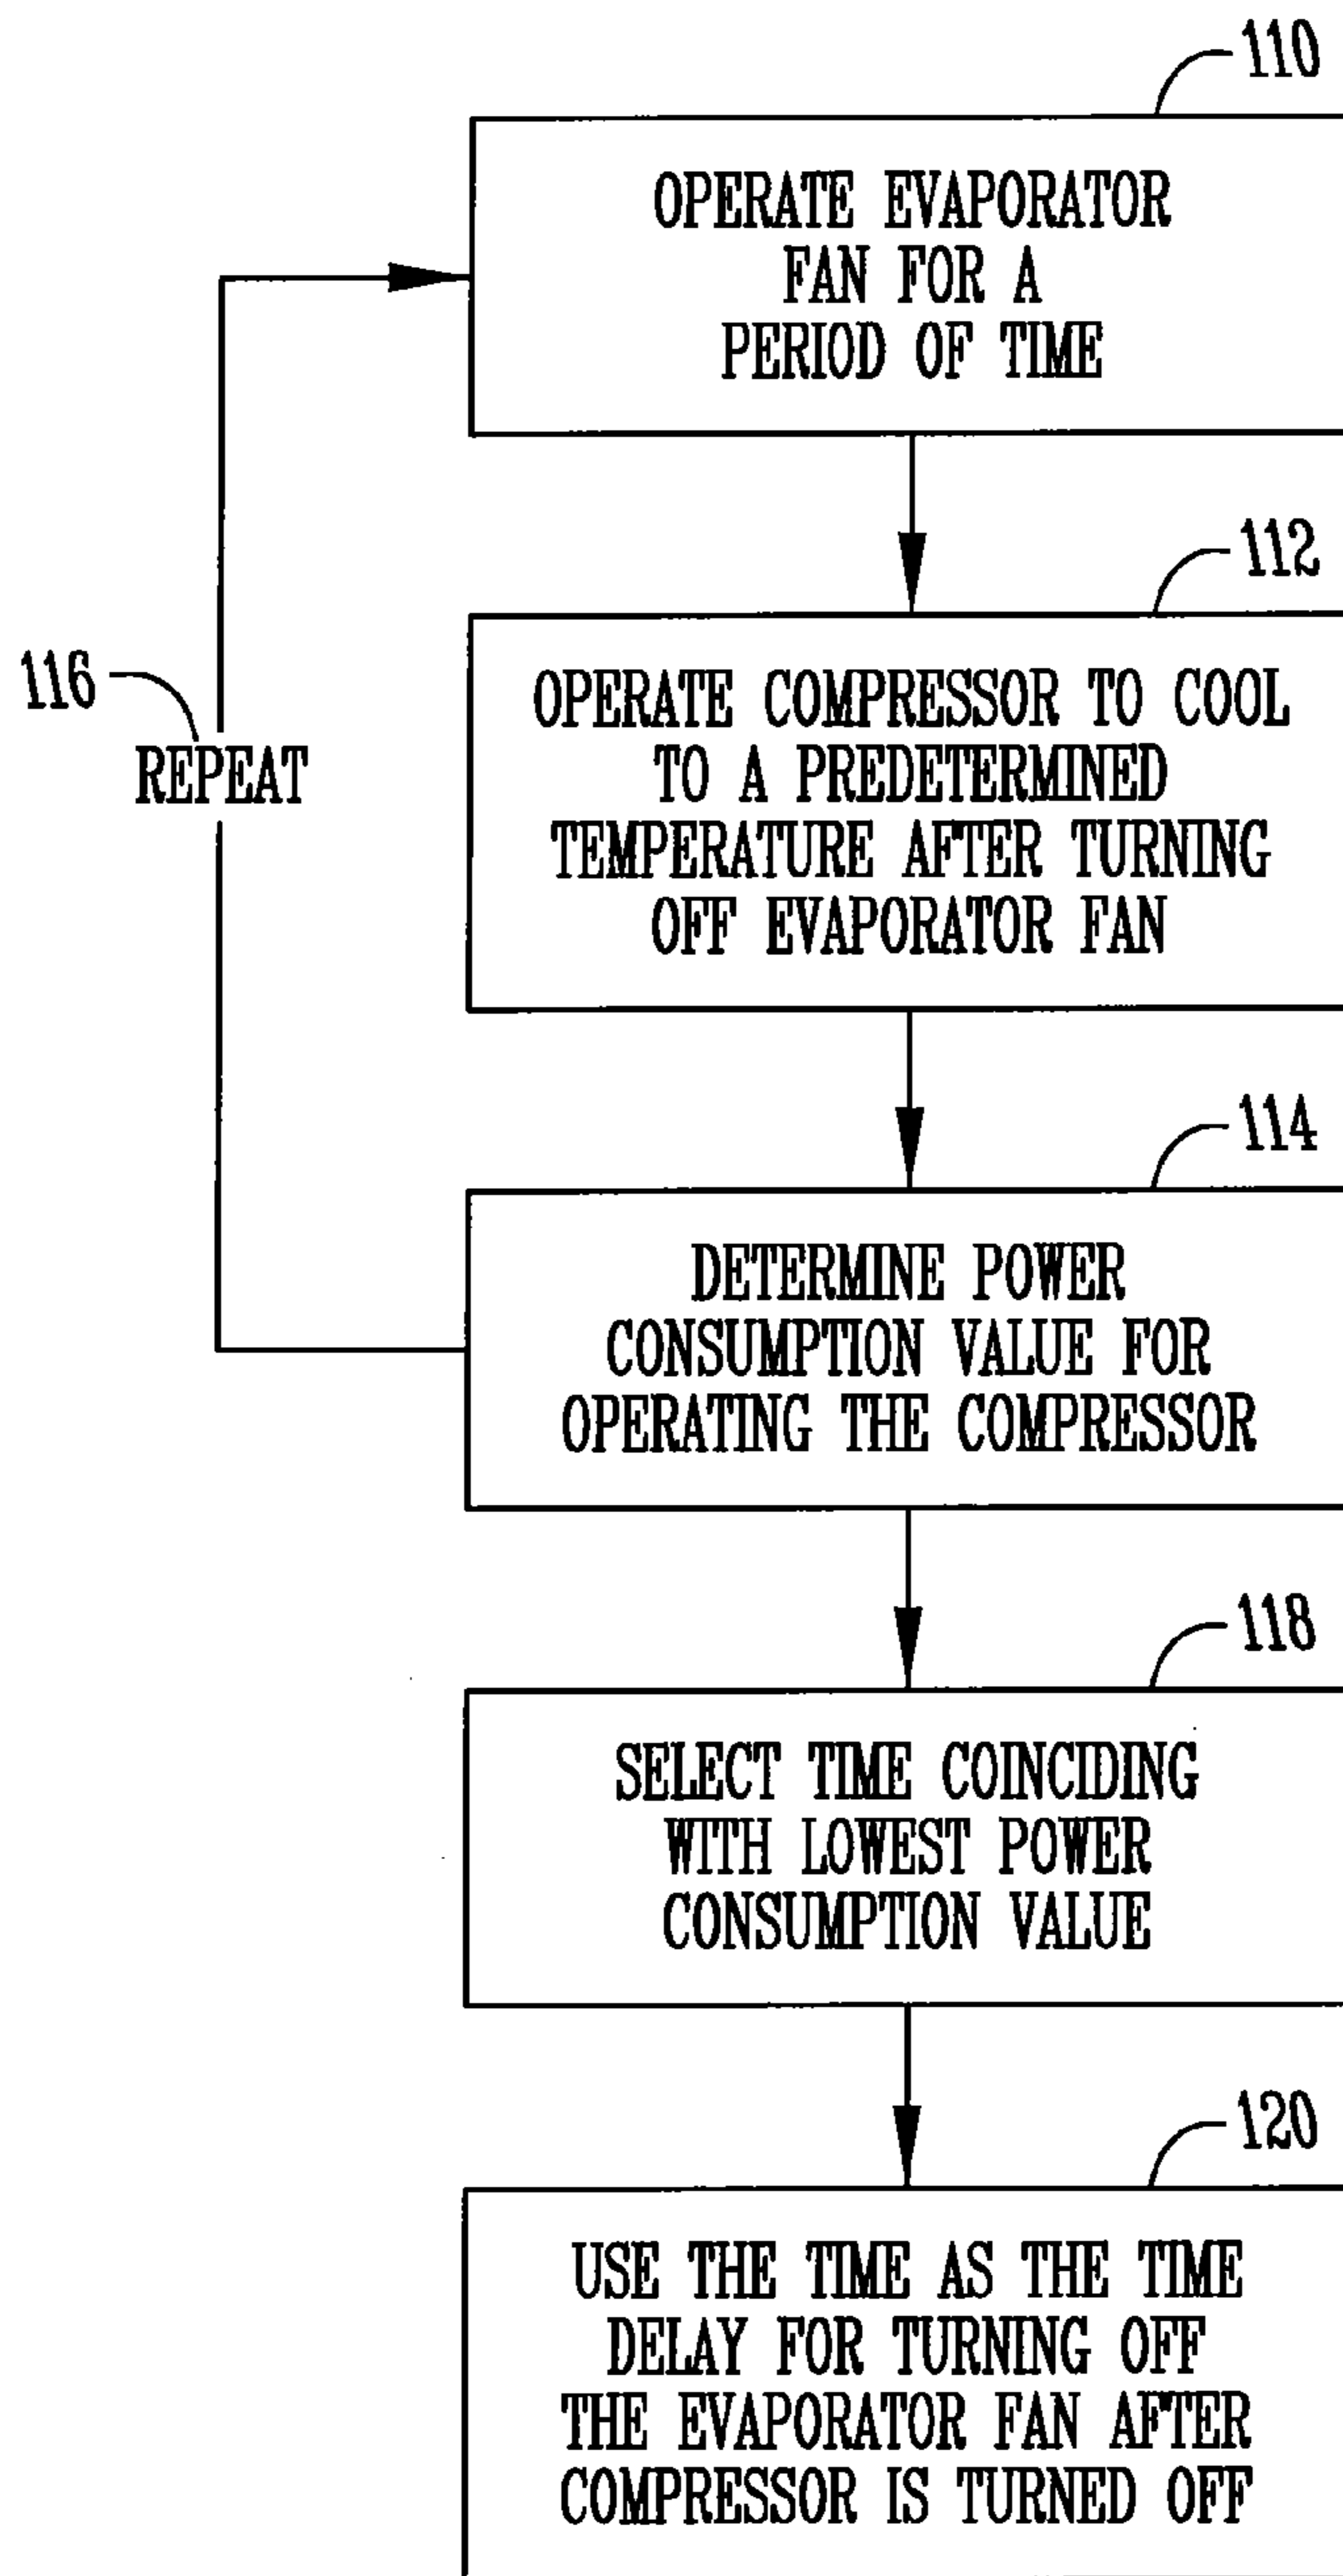 110
OPERATE EVAPORATOR
FAN FOR A
PERIOD OF TIME
112
OPERATE COMPRESSOR TO COOL
TO A PREDETERMINED
TEMPERATURE AFTER TURNING
OFF EVAPORATOR FAN
116
REPEAT
114
DETERMINE POWER
CONSUMPTION VALUE FOR
OPERATING THE COMPRESSOR
118
SELECT TIME COINCIDING
WITH LOWEST POWER
CONSUMPTION VALUE
120
USE THE TIME AS THE TIME
DELAY FOR TURNING OFF
THE EVAPORATOR FAN AFTER
COMPRESSOR IS TURNED OFF